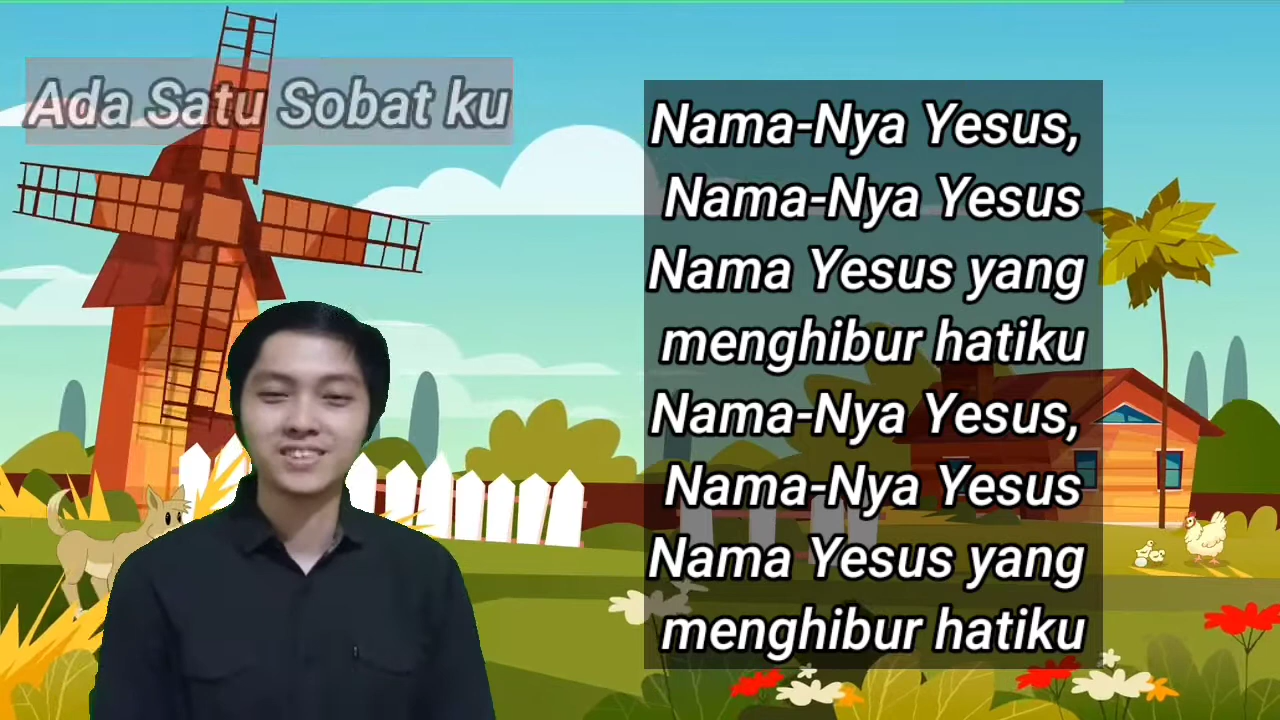 Ada Satu Sobat ku
Nama-Nya Yesus,
Nama-Nya Yesus
Nama Yesus yang
menghibur hatiku
Nama-Nya Yesus,
Nama-Nya Yesus
Nama Yesus yang
menghibur hatiku